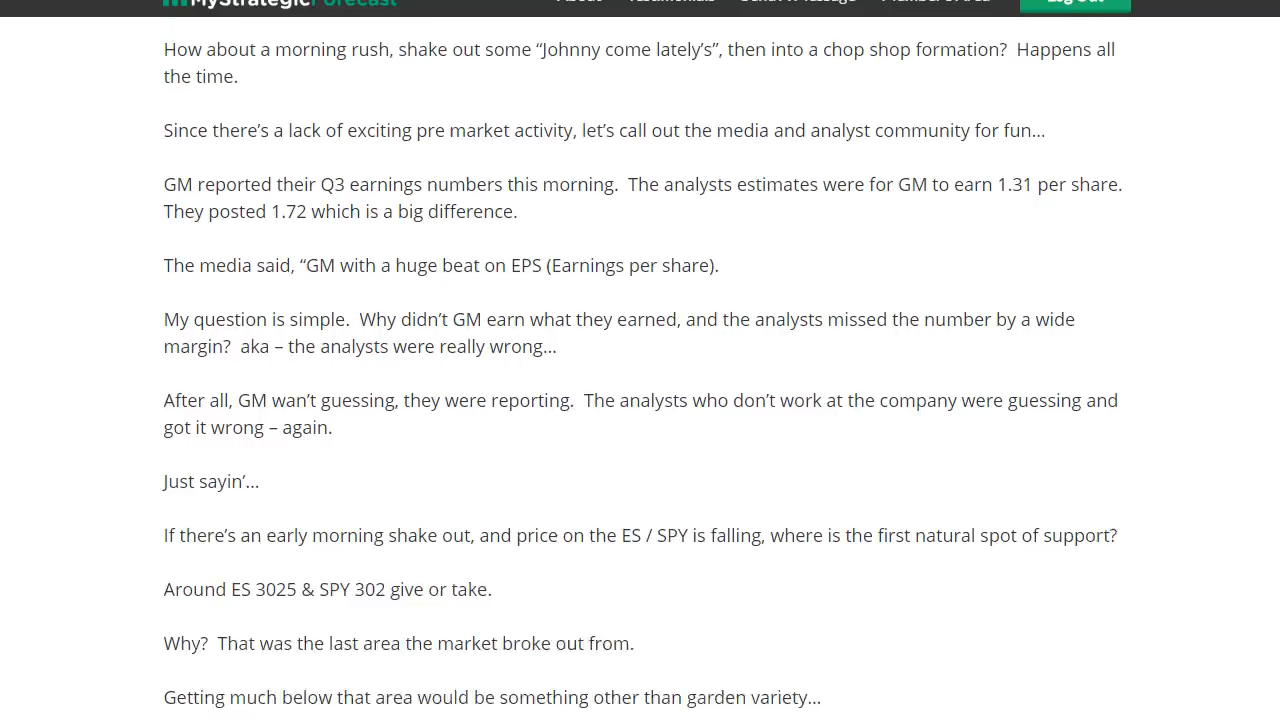 MyStrategicForecast About Testimonials Send A Message Member's Area Log Out
How about a morning rush, shake out some “Johnny come lately’s”, then into a chop shop formation?  Happens all
the time.
Since there’s a lack of exciting pre market activity, let’s call out the media and analyst community for fun…
GM reported their Q3 earnings numbers this morning.  The analysts estimates were for GM to earn 1.31 per share.
They posted 1.72 which is a big difference.
The media said, “GM with a huge beat on EPS (Earnings per share).
My question is simple.  Why didn’t GM earn what they earned, and the analysts missed the number by a wide
margin?  aka – the analysts were really wrong…
After all, GM wan’t guessing, they were reporting.  The analysts who don’t work at the company were guessing and
got it wrong – again.
Just sayin’…
If there’s an early morning shake out, and price on the ES / SPY is falling, where is the first natural spot of support?
Around ES 3025 & SPY 302 give or take.
Why?  That was the last area the market broke out from.
Getting much below that area would be something other than garden variety…